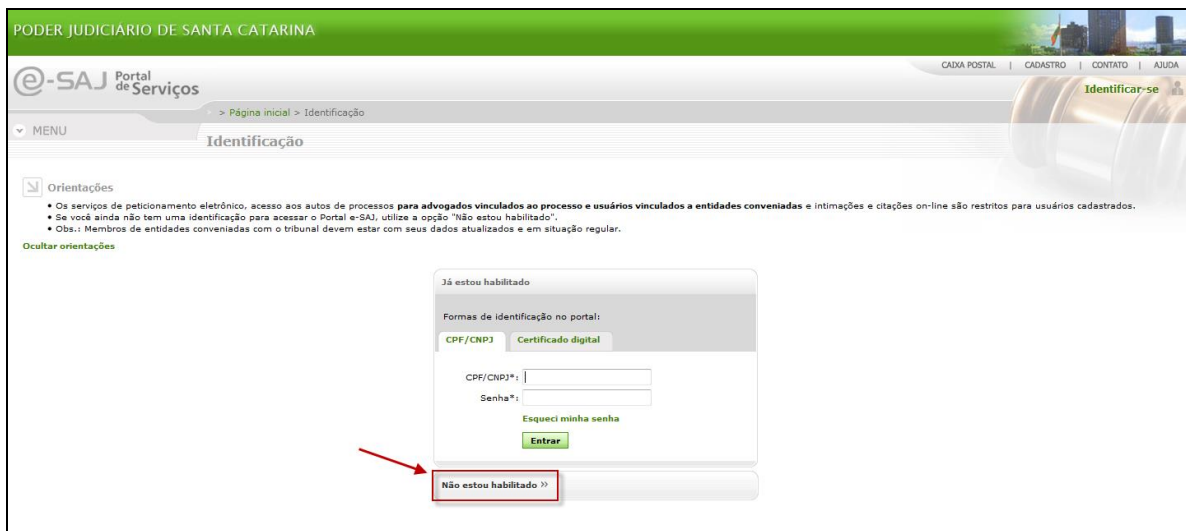 PODER JUDICIÁRIO DE SANTA CATARINA
CAIXA POSTAL | CADASTRO | CONTATO | AJUDA
e-SAJ Portal de Serviços
Identificar-se
> Página inicial > Identificação
MENU
Identificação
Orientações
• Os serviços de peticionamento eletrônico, acesso aos autos de processos para advogados vinculados ao processo e usuários vinculados a entidades conveniadas e intimações e citações on-line são restritos para usuários cadastrados.
• Se você ainda não tem uma identificação para acessar o Portal e-SAJ, utilize a opção "Não estou habilitado".
• Obs.: Membros de entidades conveniadas com o tribunal devem estar com seus dados atualizados e em situação regular.
Ocultar orientações
Já estou habilitado
Formas de identificação no portal:
CPF/CNPJ Certificado digital
CPF/CNPJ*:
Senha*:
Esqueci minha senha
Entrar
Não estou habilitado »